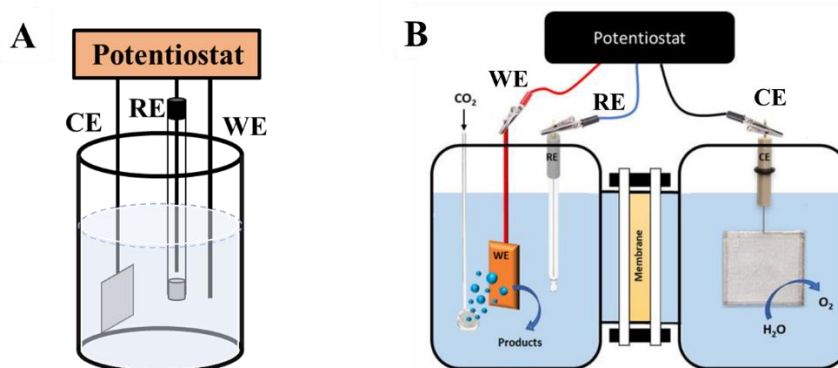 A
Potentiostat
CE
RE
WE
B
Potentiostat
WE
RE
CE
CO₂
RE
CE
WE
Membrane
Products
H₂O
O₂